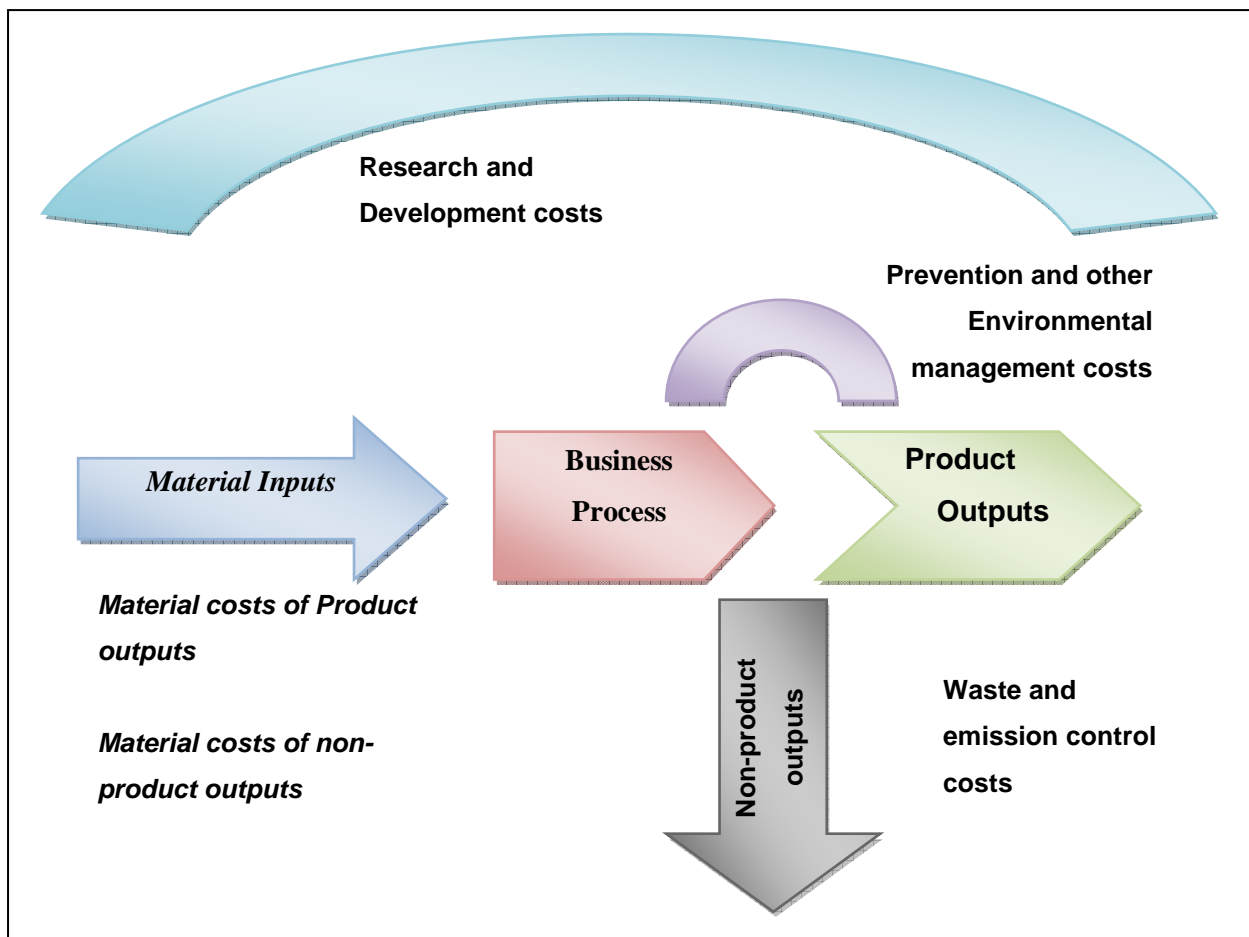 Research and
Development costs
Prevention and other
Environmental
management costs
Material Inputs
Business
Process
Product
Outputs
Material costs of Product
outputs
Material costs of non-
product outputs
Non-product
outputs
Waste and
emission control
costs